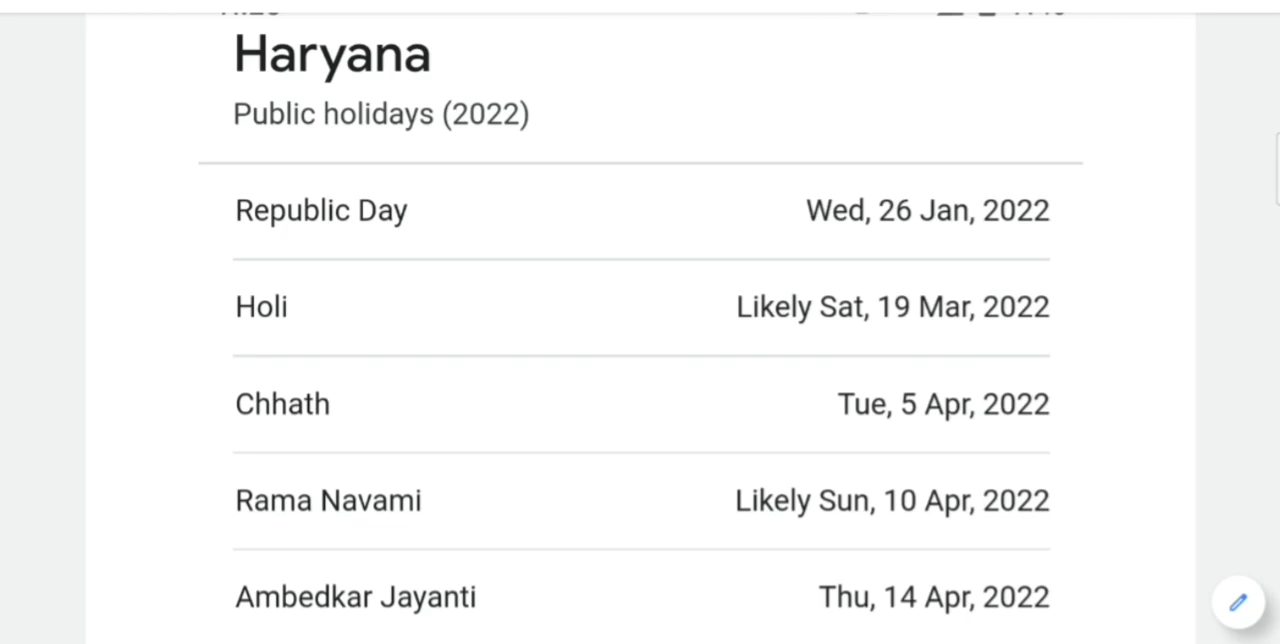 Haryana
Public holidays (2022)
Republic Day Wed, 26 Jan, 2022
Holi Likely Sat, 19 Mar, 2022
Chhath Tue, 5 Apr, 2022
Rama Navami Likely Sun, 10 Apr, 2022
Ambedkar Jayanti Thu, 14 Apr, 2022